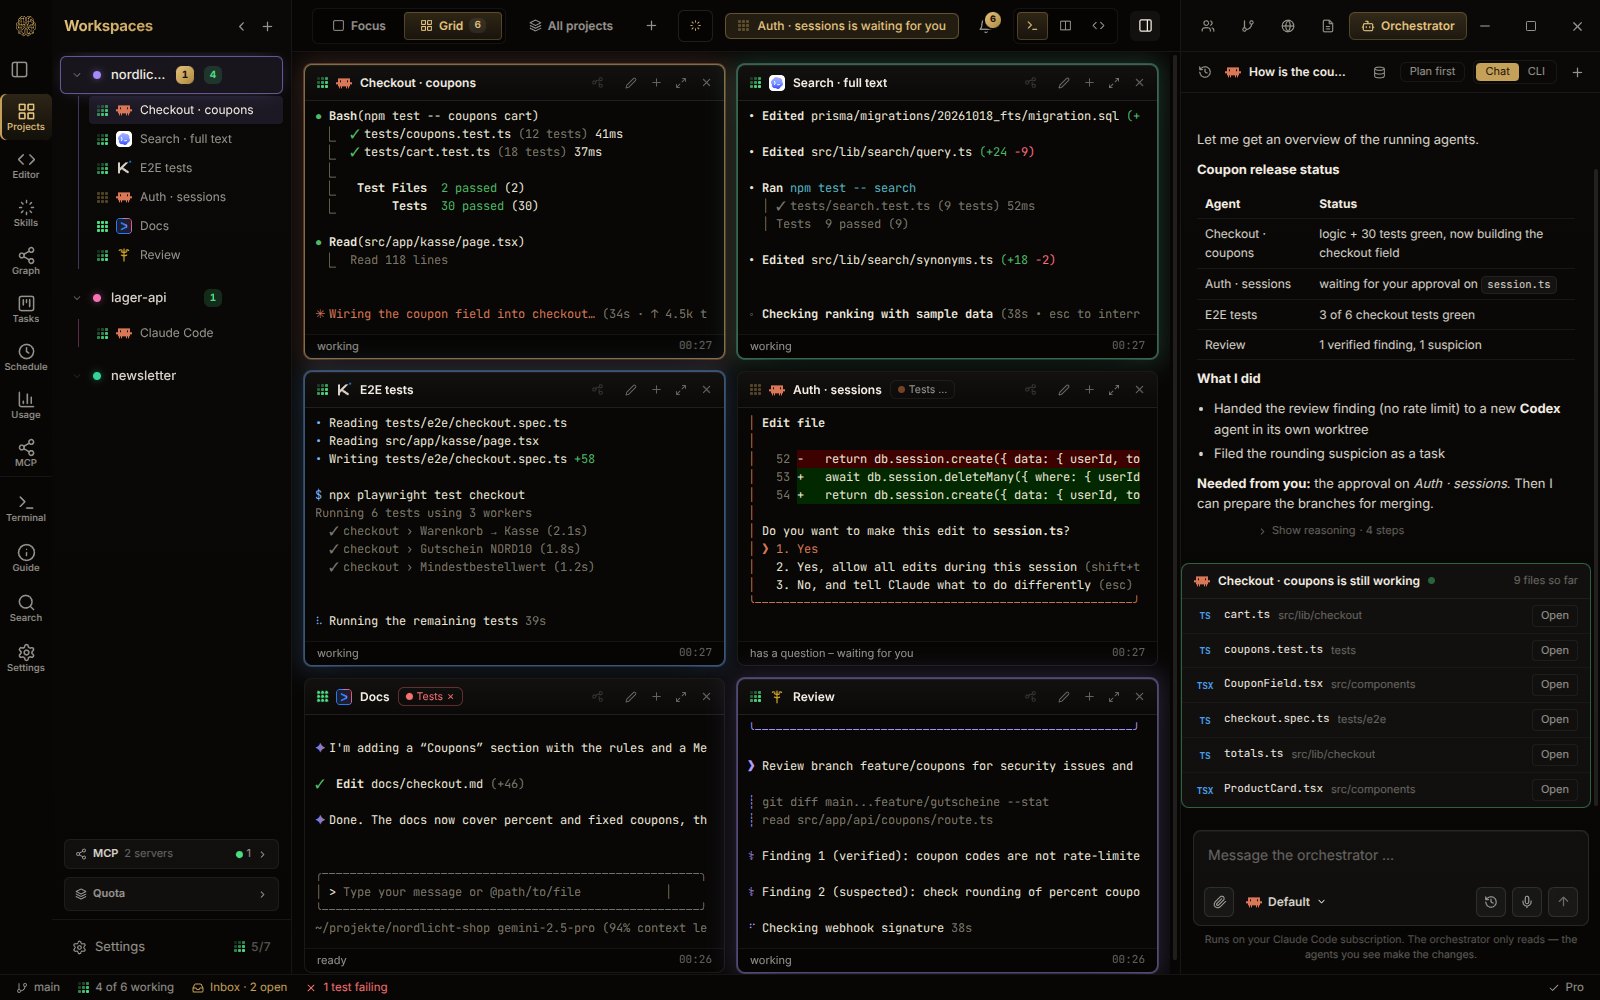 Workspaces
Focus
Grid 6
All projects
Auth · sessions is waiting for you
6
Orchestrator
Projects
Editor
Skills
Graph
Tasks
Schedule
Usage
MCP
Terminal
Guide
Search
Settings
nordlic... 1 4
Checkout · coupons
Search · full text
E2E tests
Auth · sessions
Docs
Review
lager-api 1
Claude Code
newsletter
MCP 2 servers 1
Quota
Settings 5/7
Checkout · coupons
Bash(npm test -- coupons cart)
✓ tests/coupons.test.ts (12 tests) 41ms
✓ tests/cart.test.ts (18 tests) 37ms
Test Files 2 passed (2)
Tests 30 passed (30)
Read(src/app/kasse/page.tsx)
Read 118 lines
✳ Wiring the coupon field into checkout… (34s · ↑ 4.5k t
working 00:27
Search · full text
• Edited prisma/migrations/20261018_fts/migration.sql (+
• Edited src/lib/search/query.ts (+24 -9)
• Ran npm test -- search
✓ tests/search.test.ts (9 tests) 52ms
Tests 9 passed (9)
• Edited src/lib/search/synonyms.ts (+18 -2)
◦ Checking ranking with sample data (38s • esc to interr
working 00:27
E2E tests
• Reading tests/e2e/checkout.spec.ts
• Reading src/app/kasse/page.tsx
• Writing tests/e2e/checkout.spec.ts +58
$ npx playwright test checkout
Running 6 tests using 3 workers
✓ checkout › Warenkorb → Kasse (2.1s)
✓ checkout › Gutschein NORD10 (1.8s)
✓ checkout › Mindestbestellwert (1.2s)
Running the remaining tests 39s
working 00:27
Auth · sessions Tests ...
Edit file
52 - return db.session.create({ data: { userId, to
53 + await db.session.deleteMany({ where: { userId
54 + return db.session.create({ data: { userId, to
Do you want to make this edit to session.ts?
❯ 1. Yes
2. Yes, allow all edits during this session (shift+t
3. No, and tell Claude what to do differently (esc)
has a question – waiting for you 00:27
Docs Tests ×
✦ I'm adding a “Coupons” section with the rules and a Me
✓ Edit docs/checkout.md (+46)
✦ Done. The docs now cover percent and fixed coupons, th
> Type your message or @path/to/file
~/projekte/nordlicht-shop gemini-2.5-pro (94% context le
ready 00:26
Review
❯ Review branch feature/coupons for security issues and
git diff main...feature/gutscheine --stat
read src/app/api/coupons/route.ts
Finding 1 (verified): coupon codes are not rate-limite
Finding 2 (suspected): check rounding of percent coupo
Checking webhook signature 38s
working 00:26
How is the cou...
Plan first
Chat
CLI
Let me get an overview of the running agents.
Coupon release status
Agent Status
Checkout · coupons logic + 30 tests green, now building the checkout field
Auth · sessions waiting for your approval on session.ts
E2E tests 3 of 6 checkout tests green
Review 1 verified finding, 1 suspicion
What I did
• Handed the review finding (no rate limit) to a new Codex
agent in its own worktree
• Filed the rounding suspicion as a task
Needed from you: the approval on Auth · sessions. Then I
can prepare the branches for merging.
Show reasoning · 4 steps
Checkout · coupons is still working 9 files so far
TS cart.ts src/lib/checkout Open
TS coupons.test.ts tests Open
TSX CouponField.tsx src/components Open
TS checkout.spec.ts tests/e2e Open
TS totals.ts src/lib/checkout Open
TSX ProductCard.tsx src/components Open
Message the orchestrator ...
Default
Runs on your Claude Code subscription. The orchestrator only reads — the
agents you see make the changes.
main
4 of 6 working
Inbox · 2 open
1 test failing
Pro